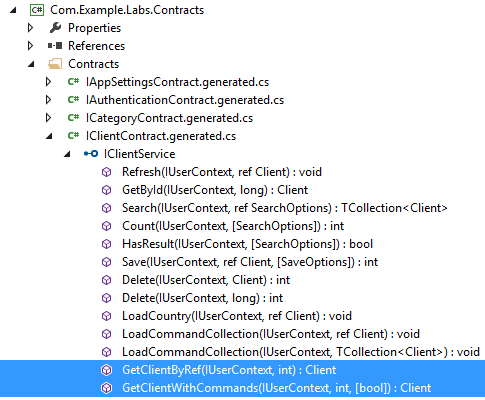 C# Com.Example.Labs.Contracts
Properties
References
Contracts
C# IAppSettingsContract.generated.cs
C# IAuthenticationContract.generated.cs
C# ICategoryContract.generated.cs
C# IClientContract.generated.cs
IClientService
Refresh(IUserContext, ref Client) : void
GetById(IUserContext, long) : Client
Search(IUserContext, ref SearchOptions) : TCollection<Client>
Count(IUserContext, [SearchOptions]) : int
HasResult(IUserContext, [SearchOptions]) : bool
Save(IUserContext, ref Client, [SaveOptions]) : int
Delete(IUserContext, Client) : int
Delete(IUserContext, long) : int
LoadCountry(IUserContext, ref Client) : void
LoadCommandCollection(IUserContext, ref Client) : void
LoadCommandCollection(IUserContext, TCollection<Client>) : void
GetClientByRef(IUserContext, int) : Client
GetClientWithCommands(IUserContext, int, [bool]) : Client